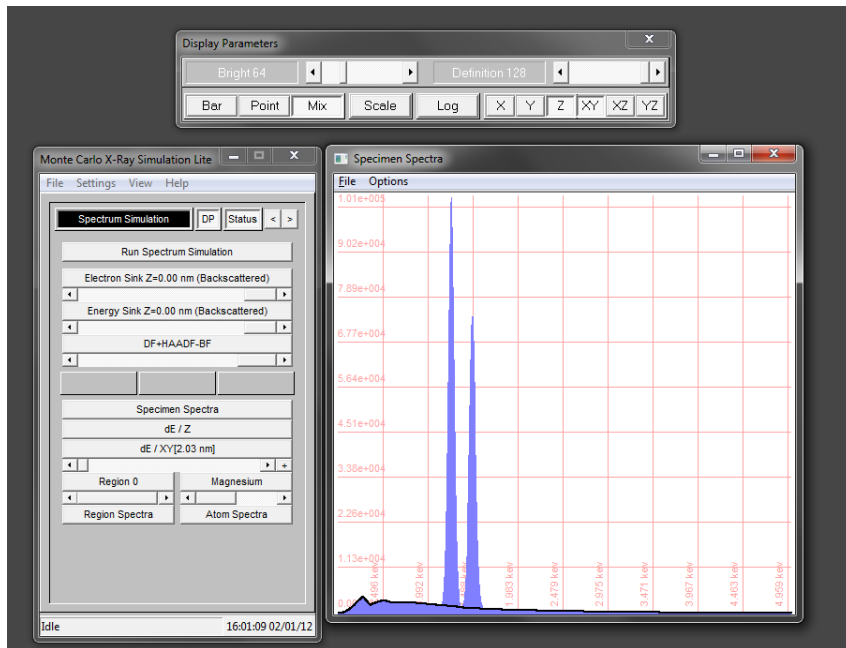 Display Parameters
Bright 64 Definition 128
Bar Point Mix Scale Log X Y Z XY XZ YZ
Monte Carlo X-Ray Simulation Lite
File Settings View Help
Spectrum Simulation DP Status < >
Run Spectrum Simulation
Electron Sink Z=0.00 nm (Backscattered)
Energy Sink Z=0.00 nm (Backscattered)
DF+HAADF-BF
Specimen Spectra
dE / Z
dE / XY[2.03 nm]
+
Region 0 Magnesium
Region Spectra Atom Spectra
Idle 16:01:09 02/01/12
Specimen Spectra
File Options
1.01e+005
9.02e+004
7.89e+004
6.77e+004
5.64e+004
4.51e+004
3.38e+004
2.26e+004
1.13e+004
1.983 kev
2.479 kev
2.975 kev
3.471 kev
3.967 kev
4.463 kev
4.959 kev